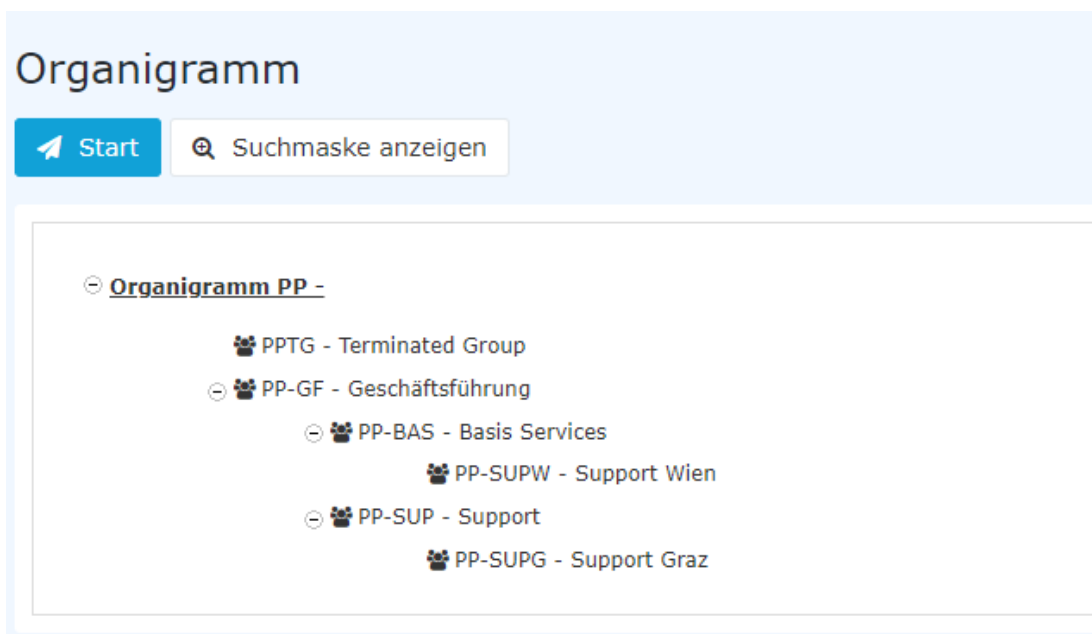 Organigramm
Start Suchmaske anzeigen
Organigramm PP -
PPTG - Terminated Group
PP-GF - Geschäftsführung
PP-BAS - Basis Services
PP-SUPW - Support Wien
PP-SUP - Support
PP-SUPG - Support Graz